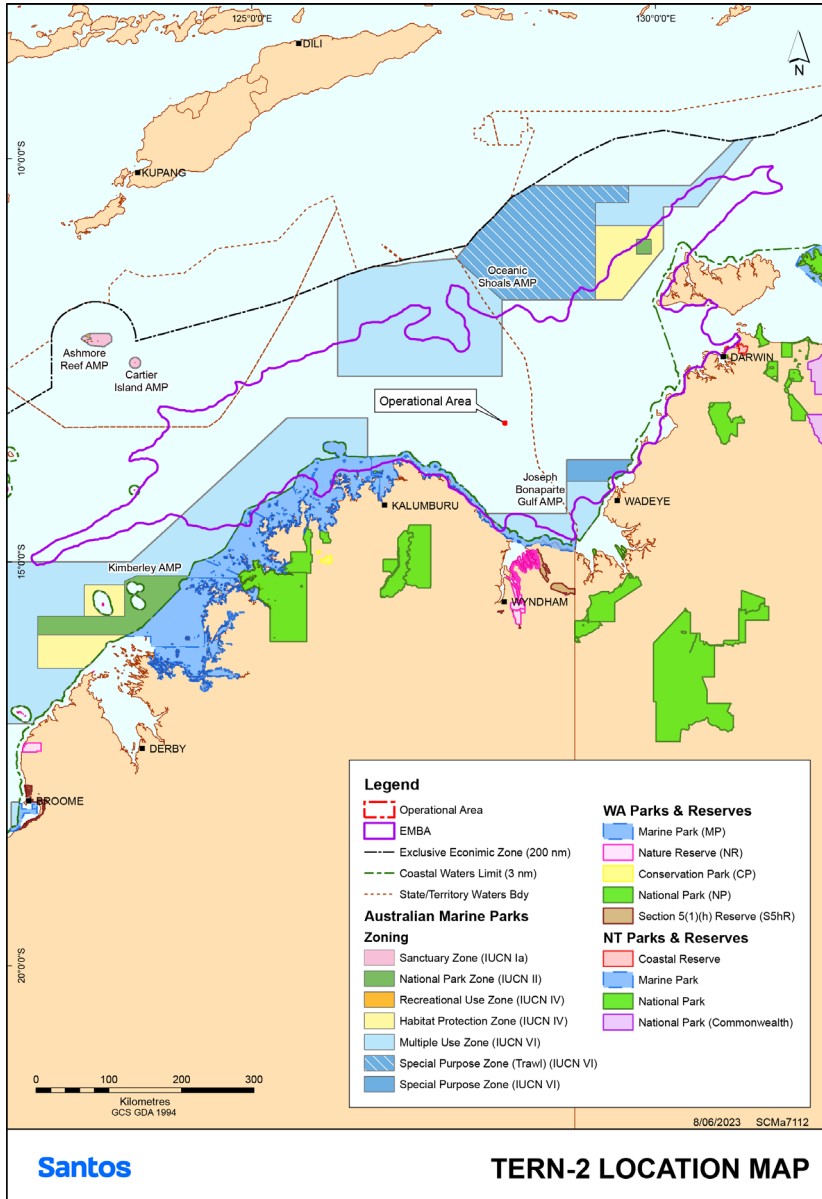 125°0'0"E
130°0'0"E
DILI
N
10°0'0"S
KUPANG
Oceanic
Shoals AMP
Ashmore
Reef AMP
Cartier
Island AMP
DARWIN
Operational Area
Joseph
Bonaparte
Gulf AMP
WADEYE
KALUMBURU
15°0'0"S
Kimberley AMP
WYNDHAM
DERBY
BROOME
20°0'0"S
Legend
Operational Area
EMBA
Exclusive Econimic Zone (200 nm)
Coastal Waters Limit (3 nm)
State/Territory Waters Bdy
Australian Marine Parks
Zoning
Sanctuary Zone (IUCN Ia)
National Park Zone (IUCN II)
Recreational Use Zone (IUCN IV)
Habitat Protection Zone (IUCN IV)
Multiple Use Zone (IUCN VI)
Special Purpose Zone (Trawl) (IUCN VI)
Special Purpose Zone (IUCN VI)
WA Parks & Reserves
Marine Park (MP)
Nature Reserve (NR)
Conservation Park (CP)
National Park (NP)
Section 5(1)(h) Reserve (S5hR)
NT Parks & Reserves
Coastal Reserve
Marine Park
National Park
National Park (Commonwealth)
0 100 200 300
Kilometres
GCS GDA 1994
8/06/2023 SCMa7112
Santos
TERN-2 LOCATION MAP